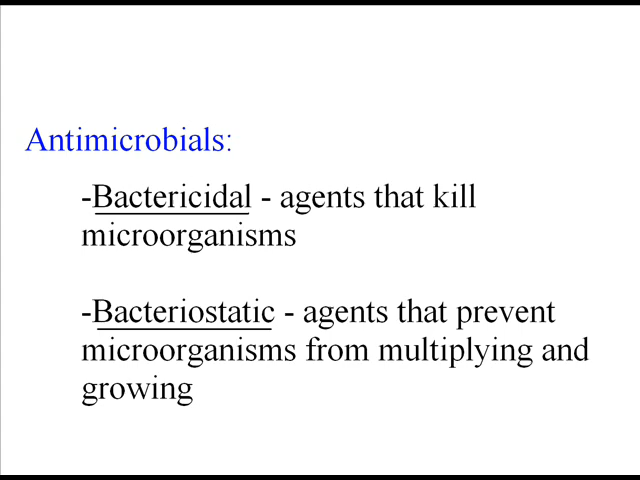 Antimicrobials:
-Bactericidal - agents that kill
microorganisms
-Bacteriostatic - agents that prevent
microorganisms from multiplying and
growing